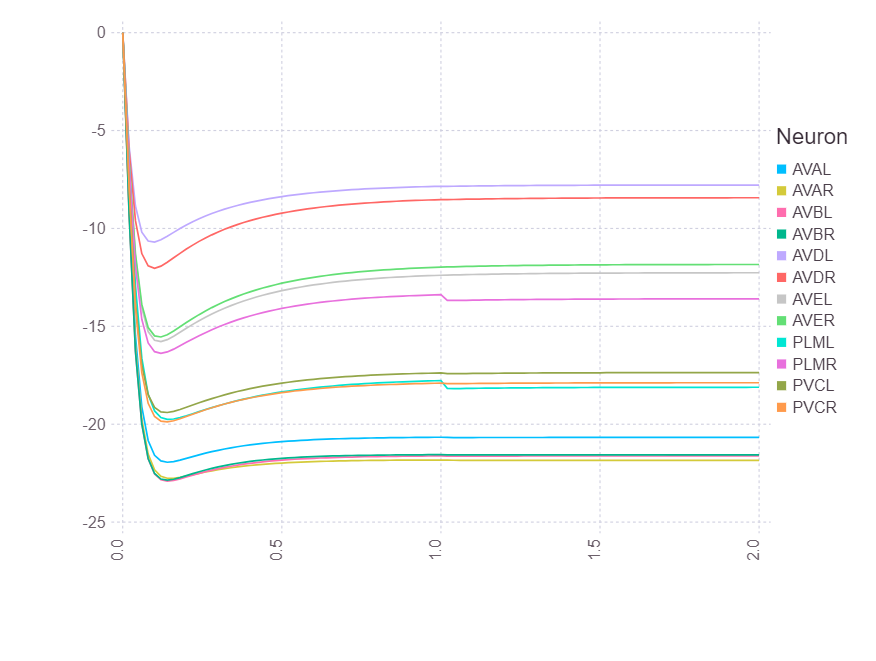 0
-5
-10
-15
-20
-25
0.0
0.5
1.0
1.5
2.0
Neuron
AVAL
AVAR
AVBL
AVBR
AVDL
AVDR
AVEL
AVER
PLML
PLMR
PVCL
PVCR